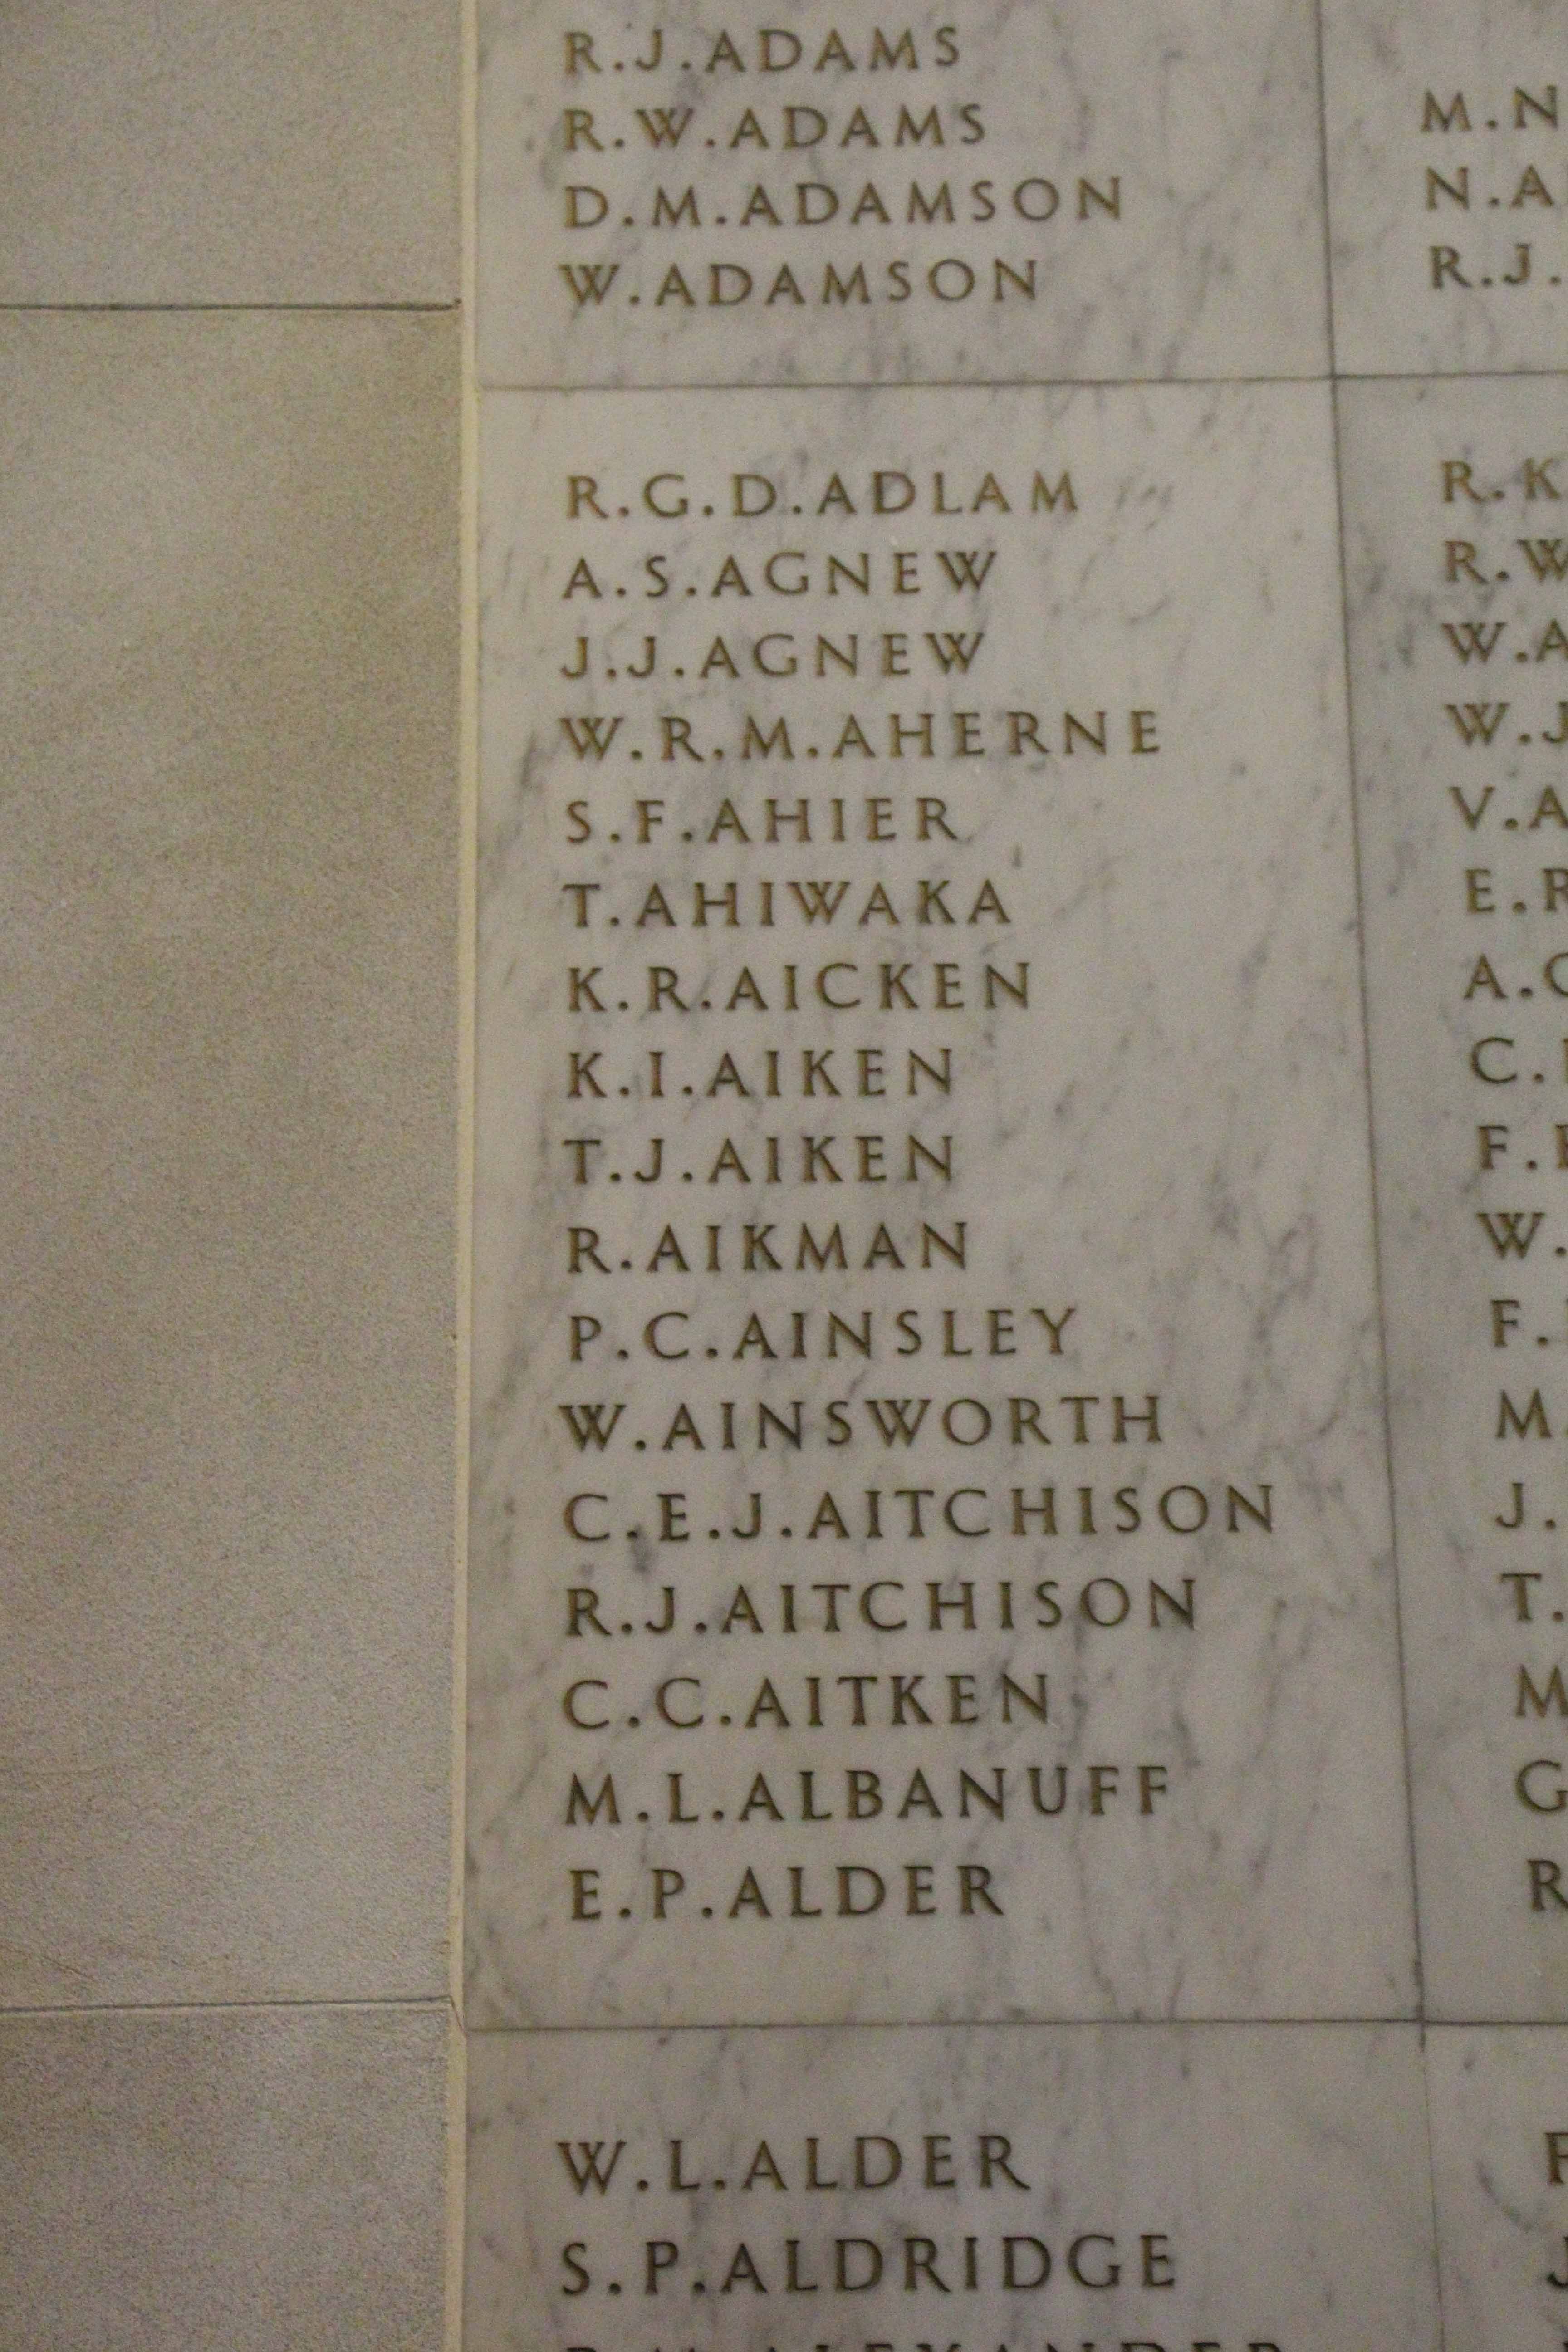 R.J.ADAMS
R.W.ADAMS
D.M.ADAMSON
W.ADAMSON
R.G.D.ADLAM
A.S.AGNEW
J.J.AGNEW
W.R.M.AHERNE
S.F.AHIER
T.AHIWAKA
K.R.AICKEN
K.I.AIKEN
T.J.AIKEN
R.AIKMAN
P.C.AINSLEY
W.AINSWORTH
C.E.J.AITCHISON
R.J.AITCHISON
C.C.AITKEN
M.L.ALBANUFF
E.P.ALDER
W.L.ALDER
S.P.ALDRIDGE
M.N
N.A
R.J.
R.K
R.W
W.A
W.J
V.A
E.R
A.C
C.
F.
W.
F.
M.
J.
T.
M
G
R